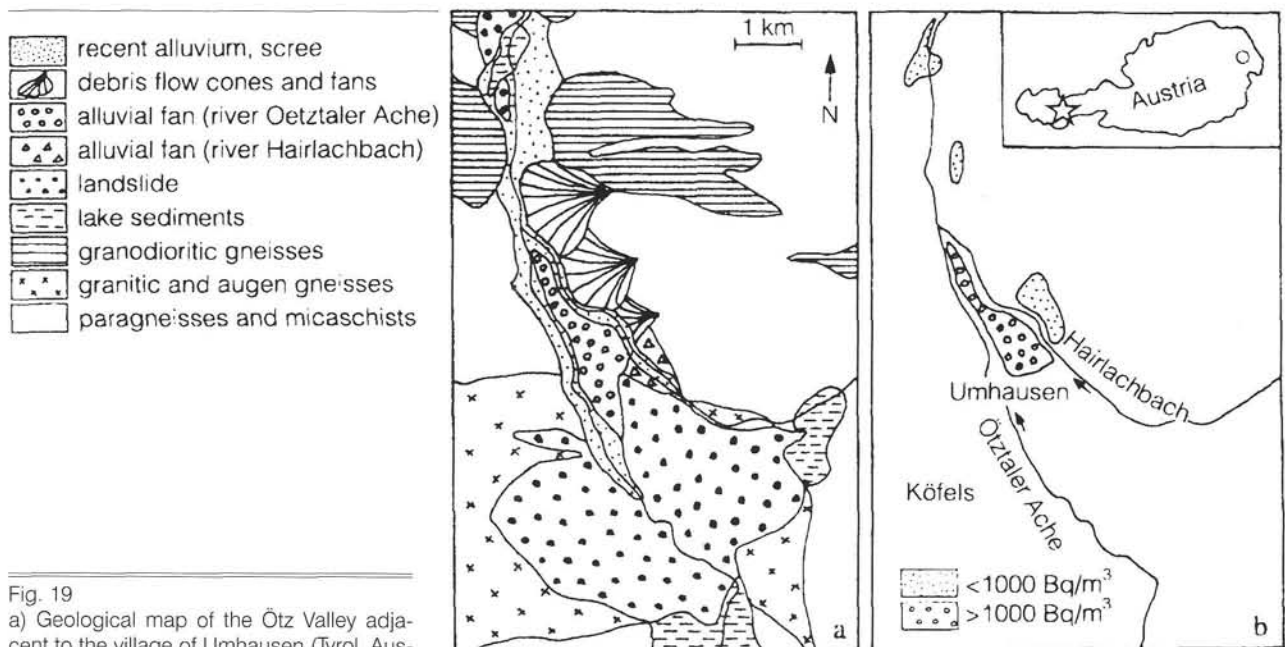 recent alluvium, scree
debris flow cones and fans
alluvial fan (river Oetztaler Ache)
alluvial fan (river Hairlachbach)
landslide
lake sediments
granodioritic gneisses
granitic and augen gneisses
paragneisses and micaschists
Fig. 19
a) Geological map of the Ötz Valley adja-
cent to the village of Umhausen (Tyrol, Aus-
1 km
N
a
Austria
Hairlachbach
Umhausen
Ötztaler Ache
Köfels
<1000 Bq/m³
>1000 Bq/m³
b